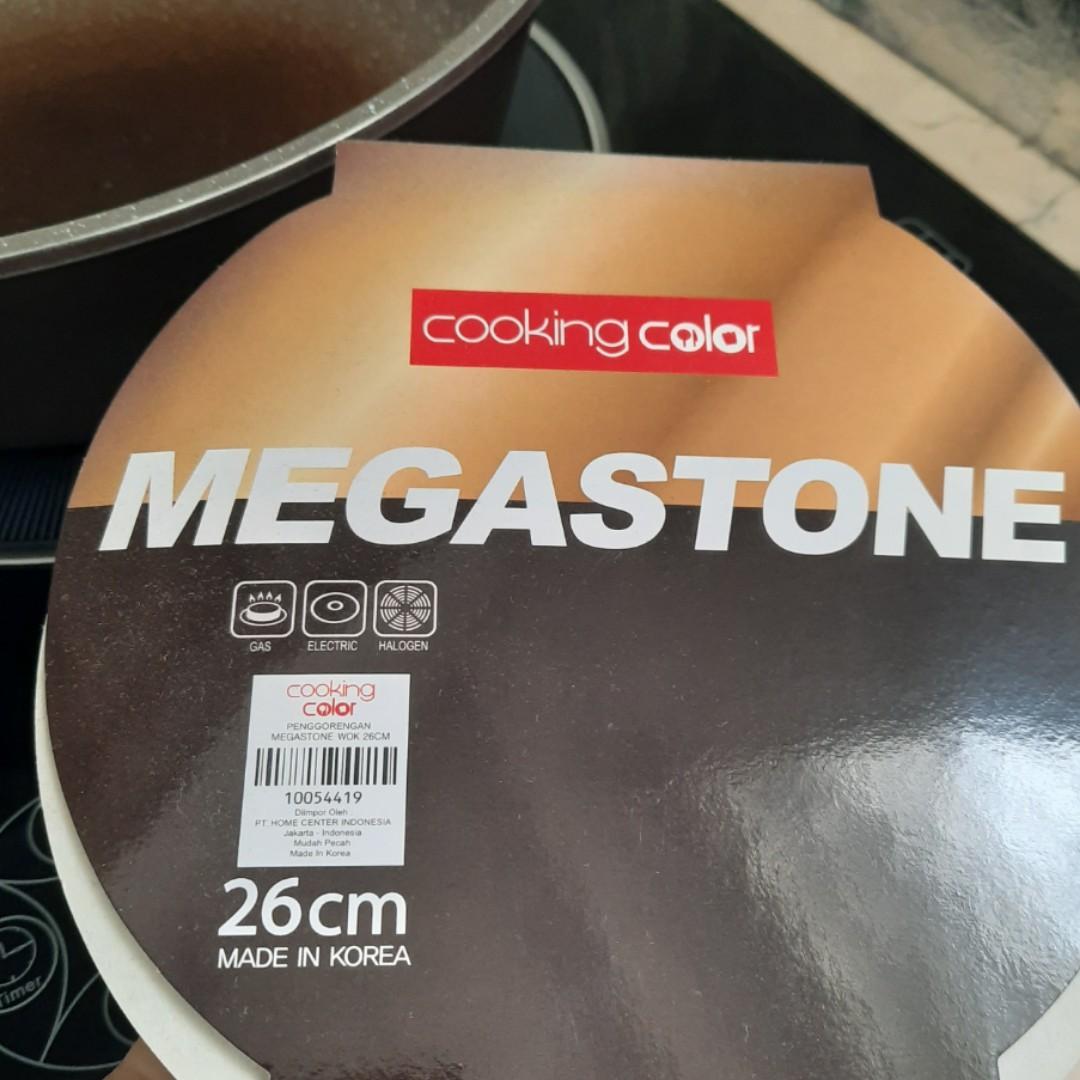 cooking color
MEGASTONE
GAS ELECTRIC HALOGEN
cooking
color
PENGGORENGAN
MEGASTONE WOK 26CM
10054419
Diimpor Oleh :
PT. HOME CENTER INDONESIA
Jakarta - Indonesia
Mudah Pecah
Made In Korea
26cm
MADE IN KOREA
Timer